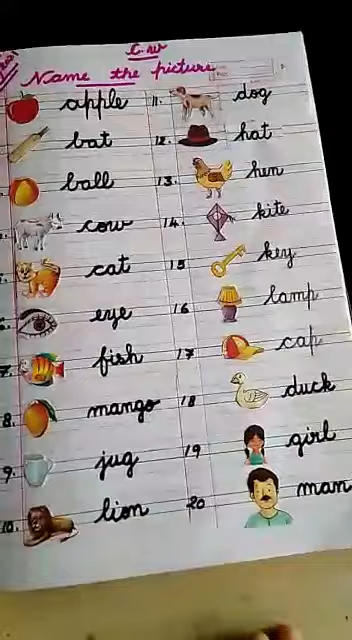 C.W
Name the picture
apple
bat
ball
cow
cat
eye
7. fish
8. mango
9. jug
10. lion
11. dog
12. hat
13. hen
14. kite
15 key
16 lamp
17 cap
18 duck
19 girl
20 man